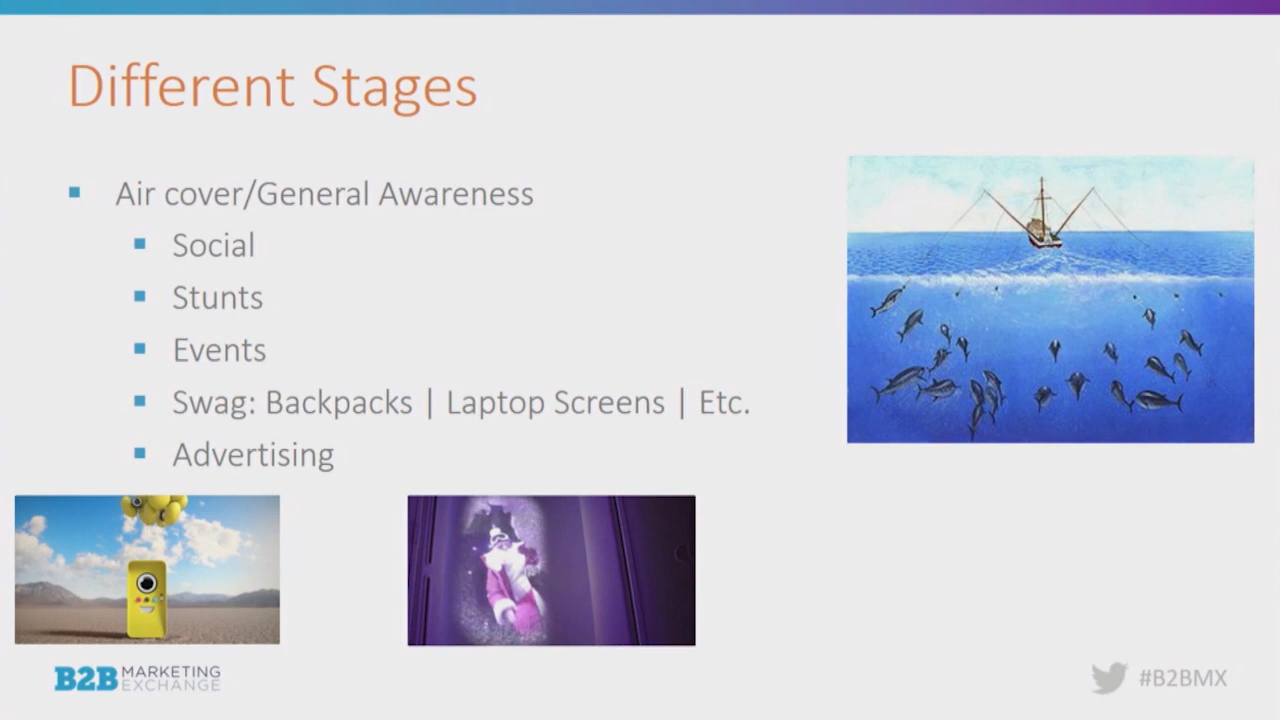 Different Stages
Air cover/General Awareness
Social
Stunts
Events
Swag: Backpacks | Laptop Screens | Etc.
Advertising
B2B MARKETING
EXCHANGE
#B2BMX